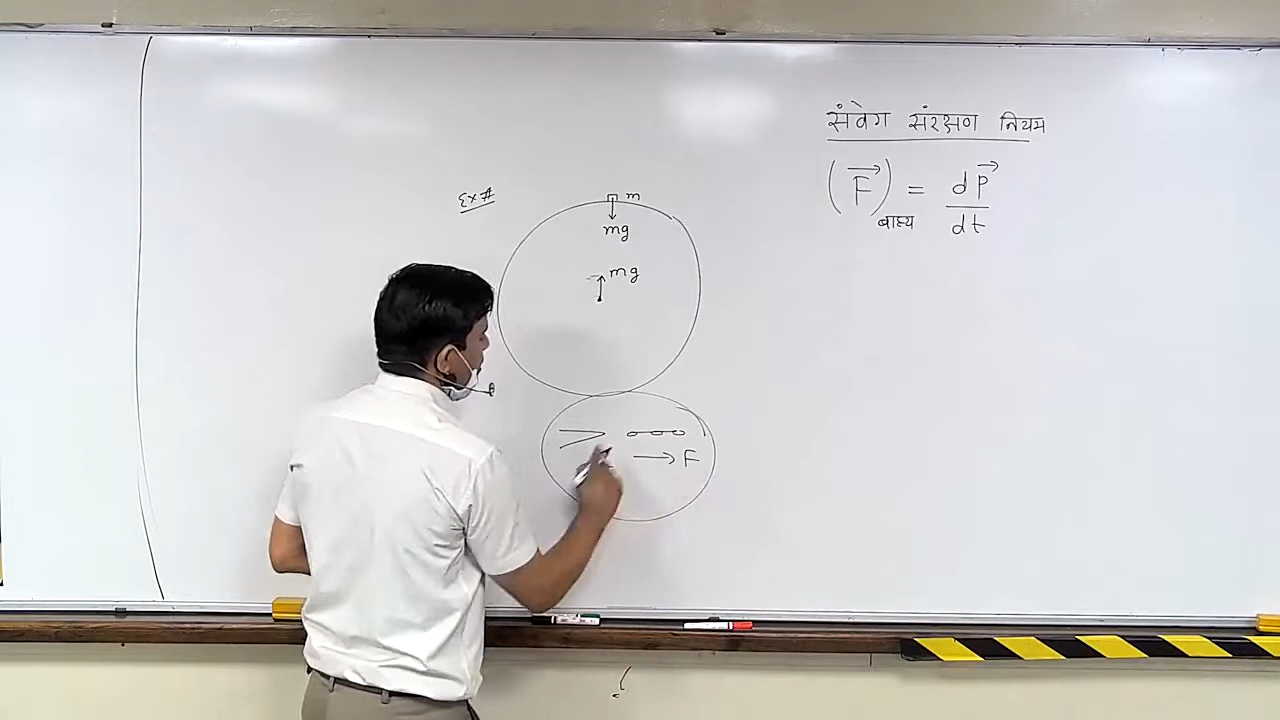 संवेग संरक्षण नियम
(F⃗)बाह्य = dp⃗/dt
Ex #
m
mg
mg
F